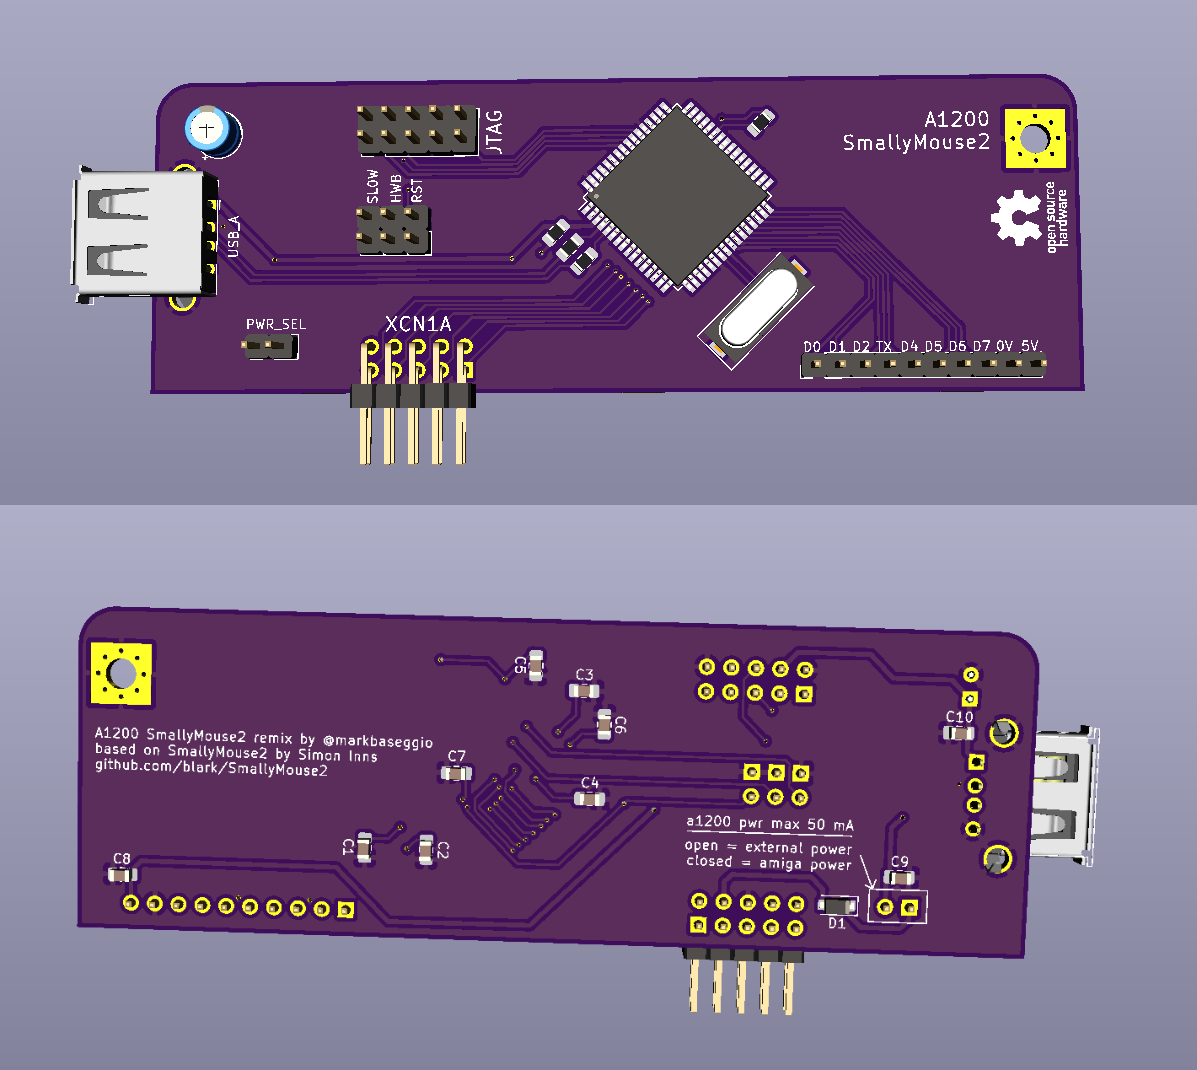 A1200
SmallyMouse2
JTAG
SLOW
HWB
RST
USB_A
open source
hardware
PWR_SEL
XCN1A
D0 D1 D2 TX D4 D5 D6 D7 0V 5V
C5
C3
C6
C10
A1200 SmallyMouse2 remix by @markbaseggio
based on SmallyMouse2 by Simon Inns
github.com/blark/SmallyMouse2
C7
C4
a1200 pwr max 50 mA
open = external power
closed = amiga power
C1
C2
C8
C9
D1